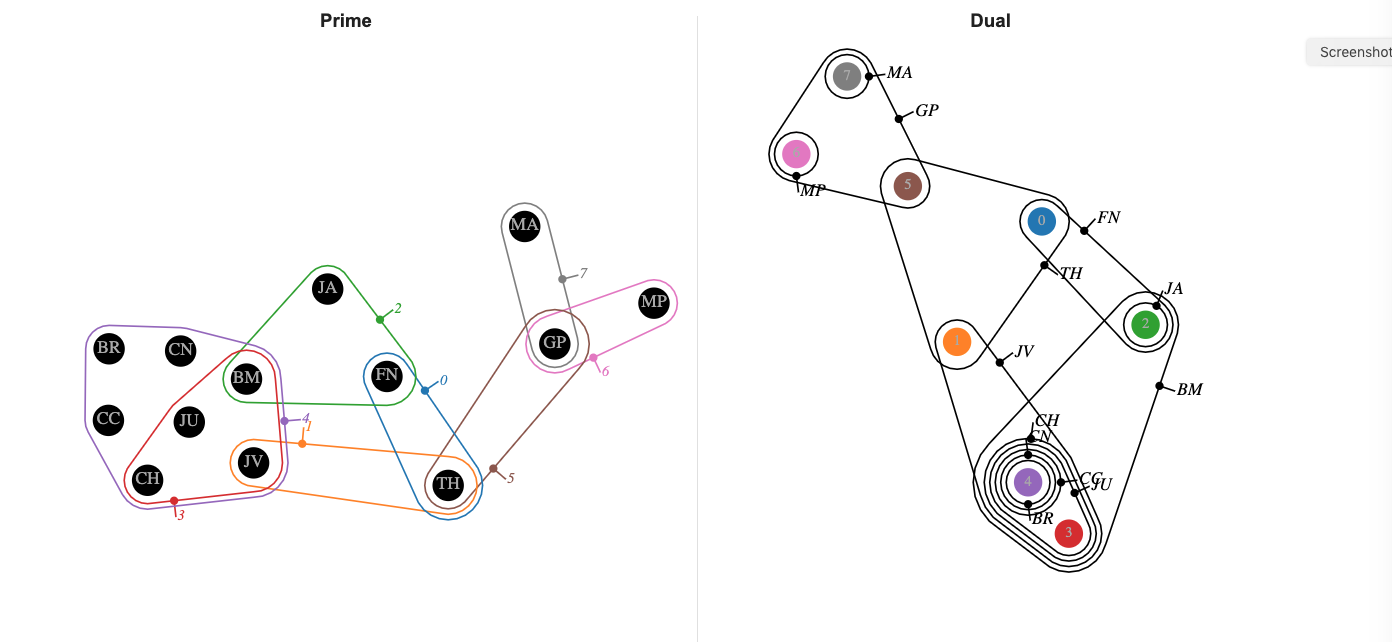 Prime
Dual
Screenshot
7
MA
GP
6
MP
5
0
FN
TH
JA
2
1
JV
BM
CH
CN
4
CC
JU
BR
3
MA
7
JA
2
MP
GP
6
BR
CN
BM
FN
0
CC
JU
4
1
JV
CH
TH
5
3